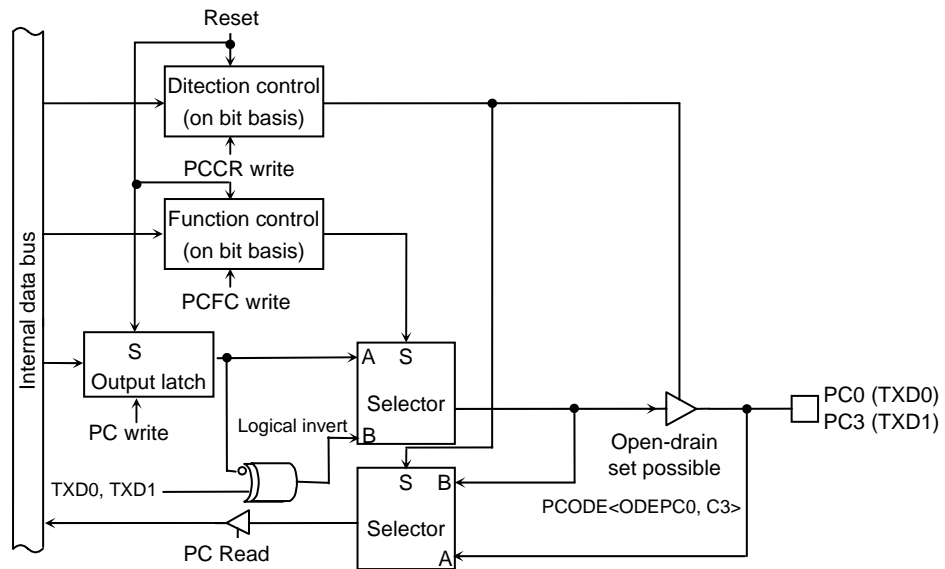 Reset
Ditection control
(on bit basis)
PCCR write
Function control
(on bit basis)
PCFC write
Internal data bus
S
Output latch
PC write
A S
Selector
B
Logical invert
TXD0, TXD1
S B
Selector
A
PC Read
Open-drain
set possible
PCODE<ODEPC0, C3>
PC0 (TXD0)
PC3 (TXD1)